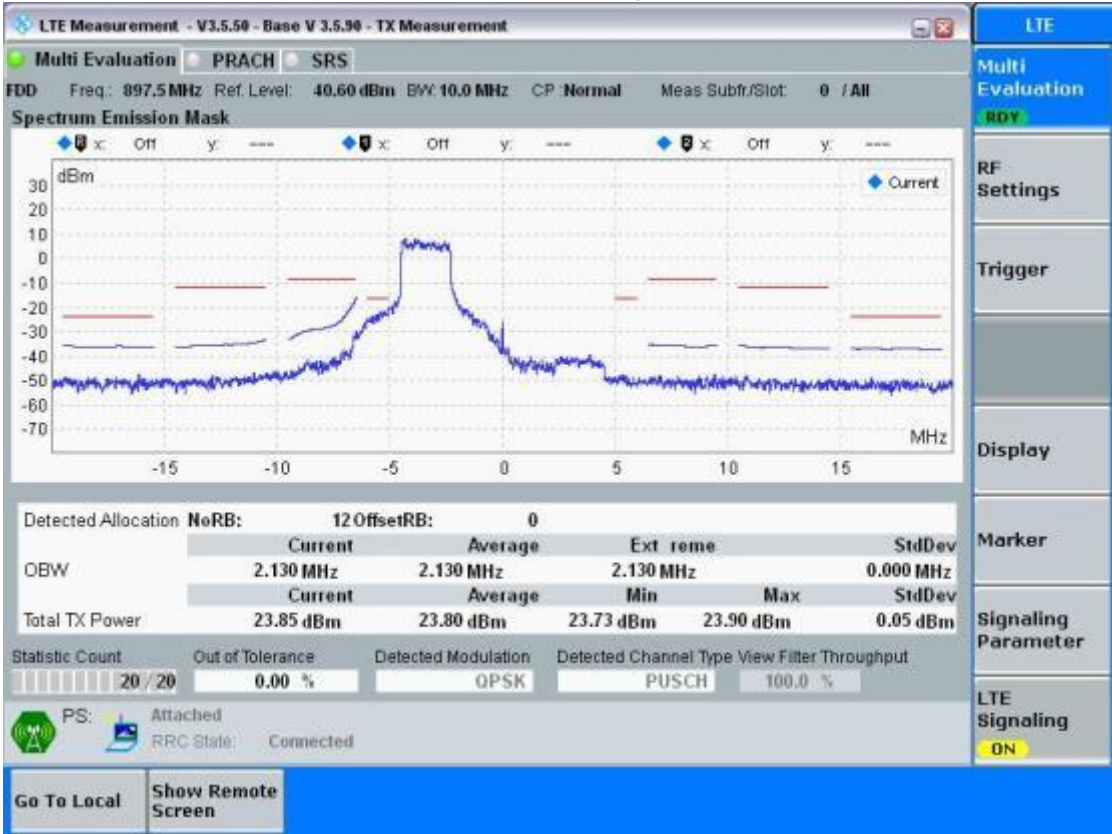 LTE Measurement - V3.5.50 - Base V 3.5.90 - TX Measurement
LTE
Multi Evaluation PRACH SRS
FDD Freq.: 897.5 MHz Ref. Level: 40.60 dBm BW: 10.0 MHz CP :Normal Meas Subfr./Slot: 0 / All
Spectrum Emission Mask
x: Off y: --- x: Off y: --- x: Off y: ---
dBm
Current
30
20
10
0
-10
-20
-30
-40
-50
-60
-70
MHz
-15 -10 -5 0 5 10 15
Detected Allocation NoRB: 12 OffsetRB: 0
Current Average Ext reme StdDev
OBW 2.130 MHz 2.130 MHz 2.130 MHz 0.000 MHz
Current Average Min Max StdDev
Total TX Power 23.85 dBm 23.80 dBm 23.73 dBm 23.90 dBm 0.05 dBm
Statistic Count Out of Tolerance Detected Modulation Detected Channel Type View Filter Throughput
20 / 20 0.00 % QPSK PUSCH 100.0 %
PS: Attached
RRC State: Connected
Multi
Evaluation
RDY
RF
Settings
Trigger
Display
Marker
Signaling
Parameter
LTE
Signaling
ON
Go To Local
Show Remote
Screen